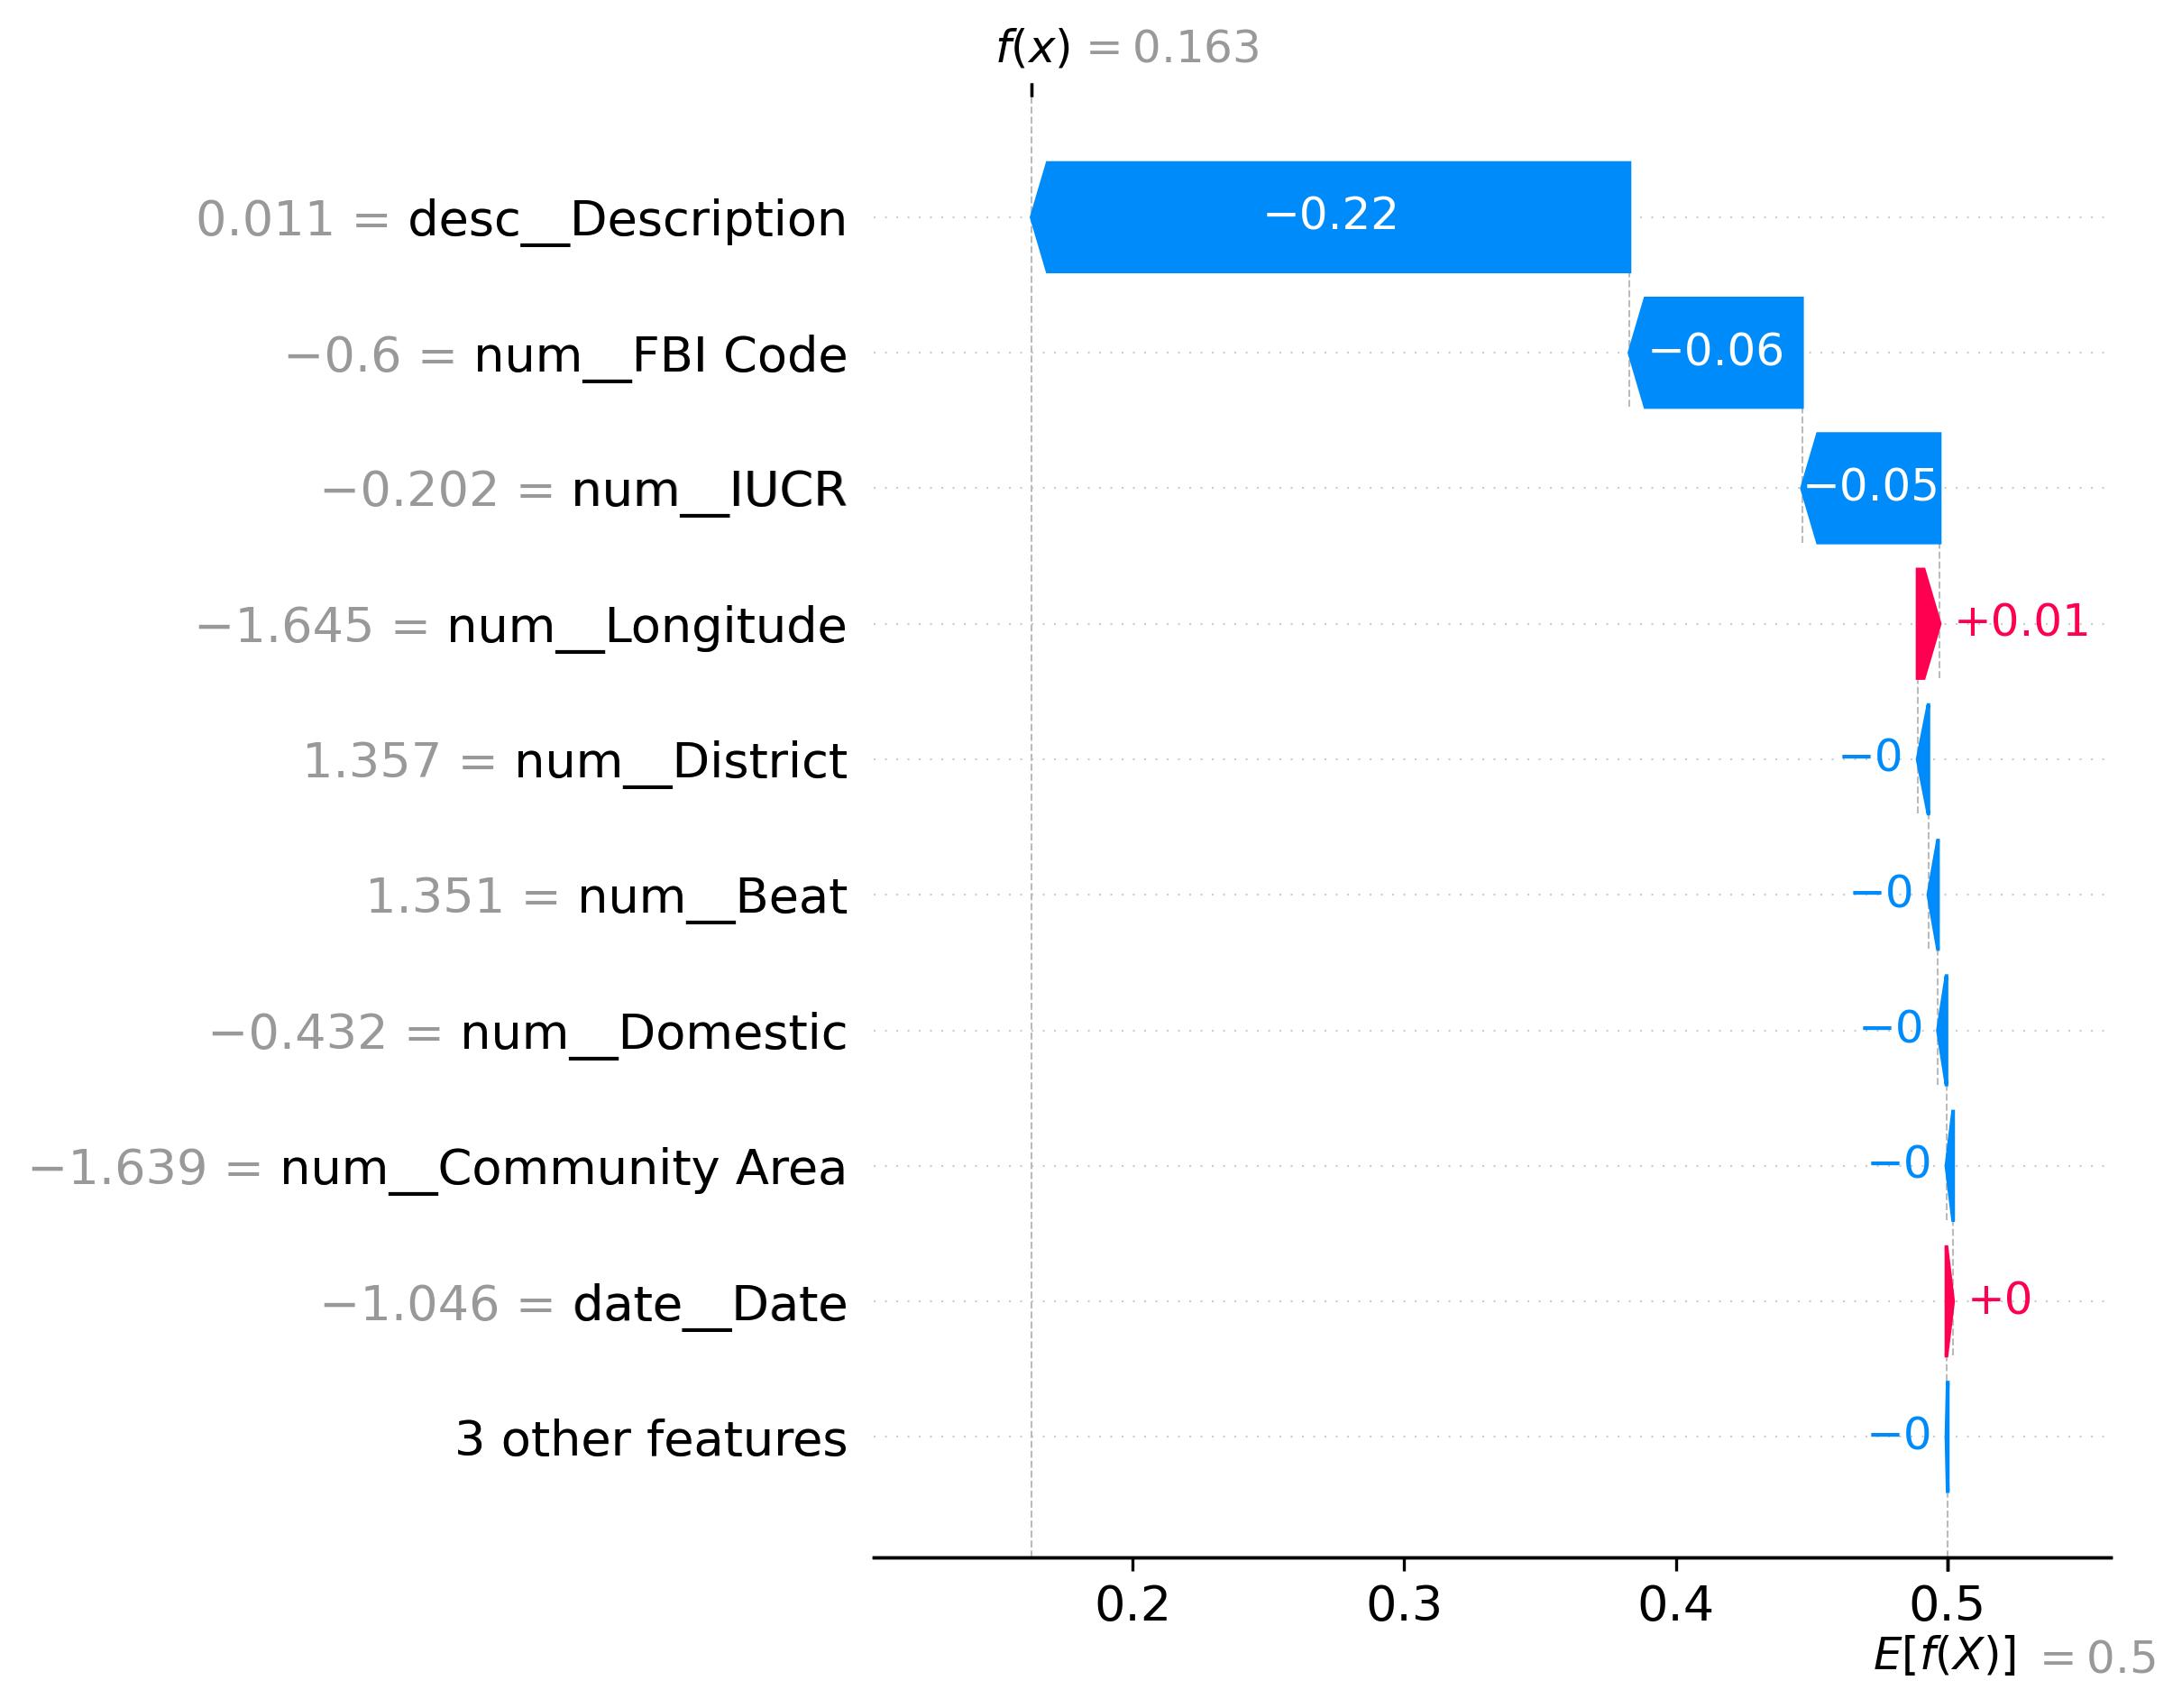 f(x) = 0.163
0.011 = desc__Description −0.22
−0.6 = num__FBI Code −0.06
−0.202 = num__IUCR −0.05
−1.645 = num__Longitude +0.01
1.357 = num__District −0
1.351 = num__Beat −0
−0.432 = num__Domestic −0
−1.639 = num__Community Area −0
−1.046 = date__Date +0
3 other features −0
0.2 0.3 0.4 0.5
E[f(X)] = 0.5